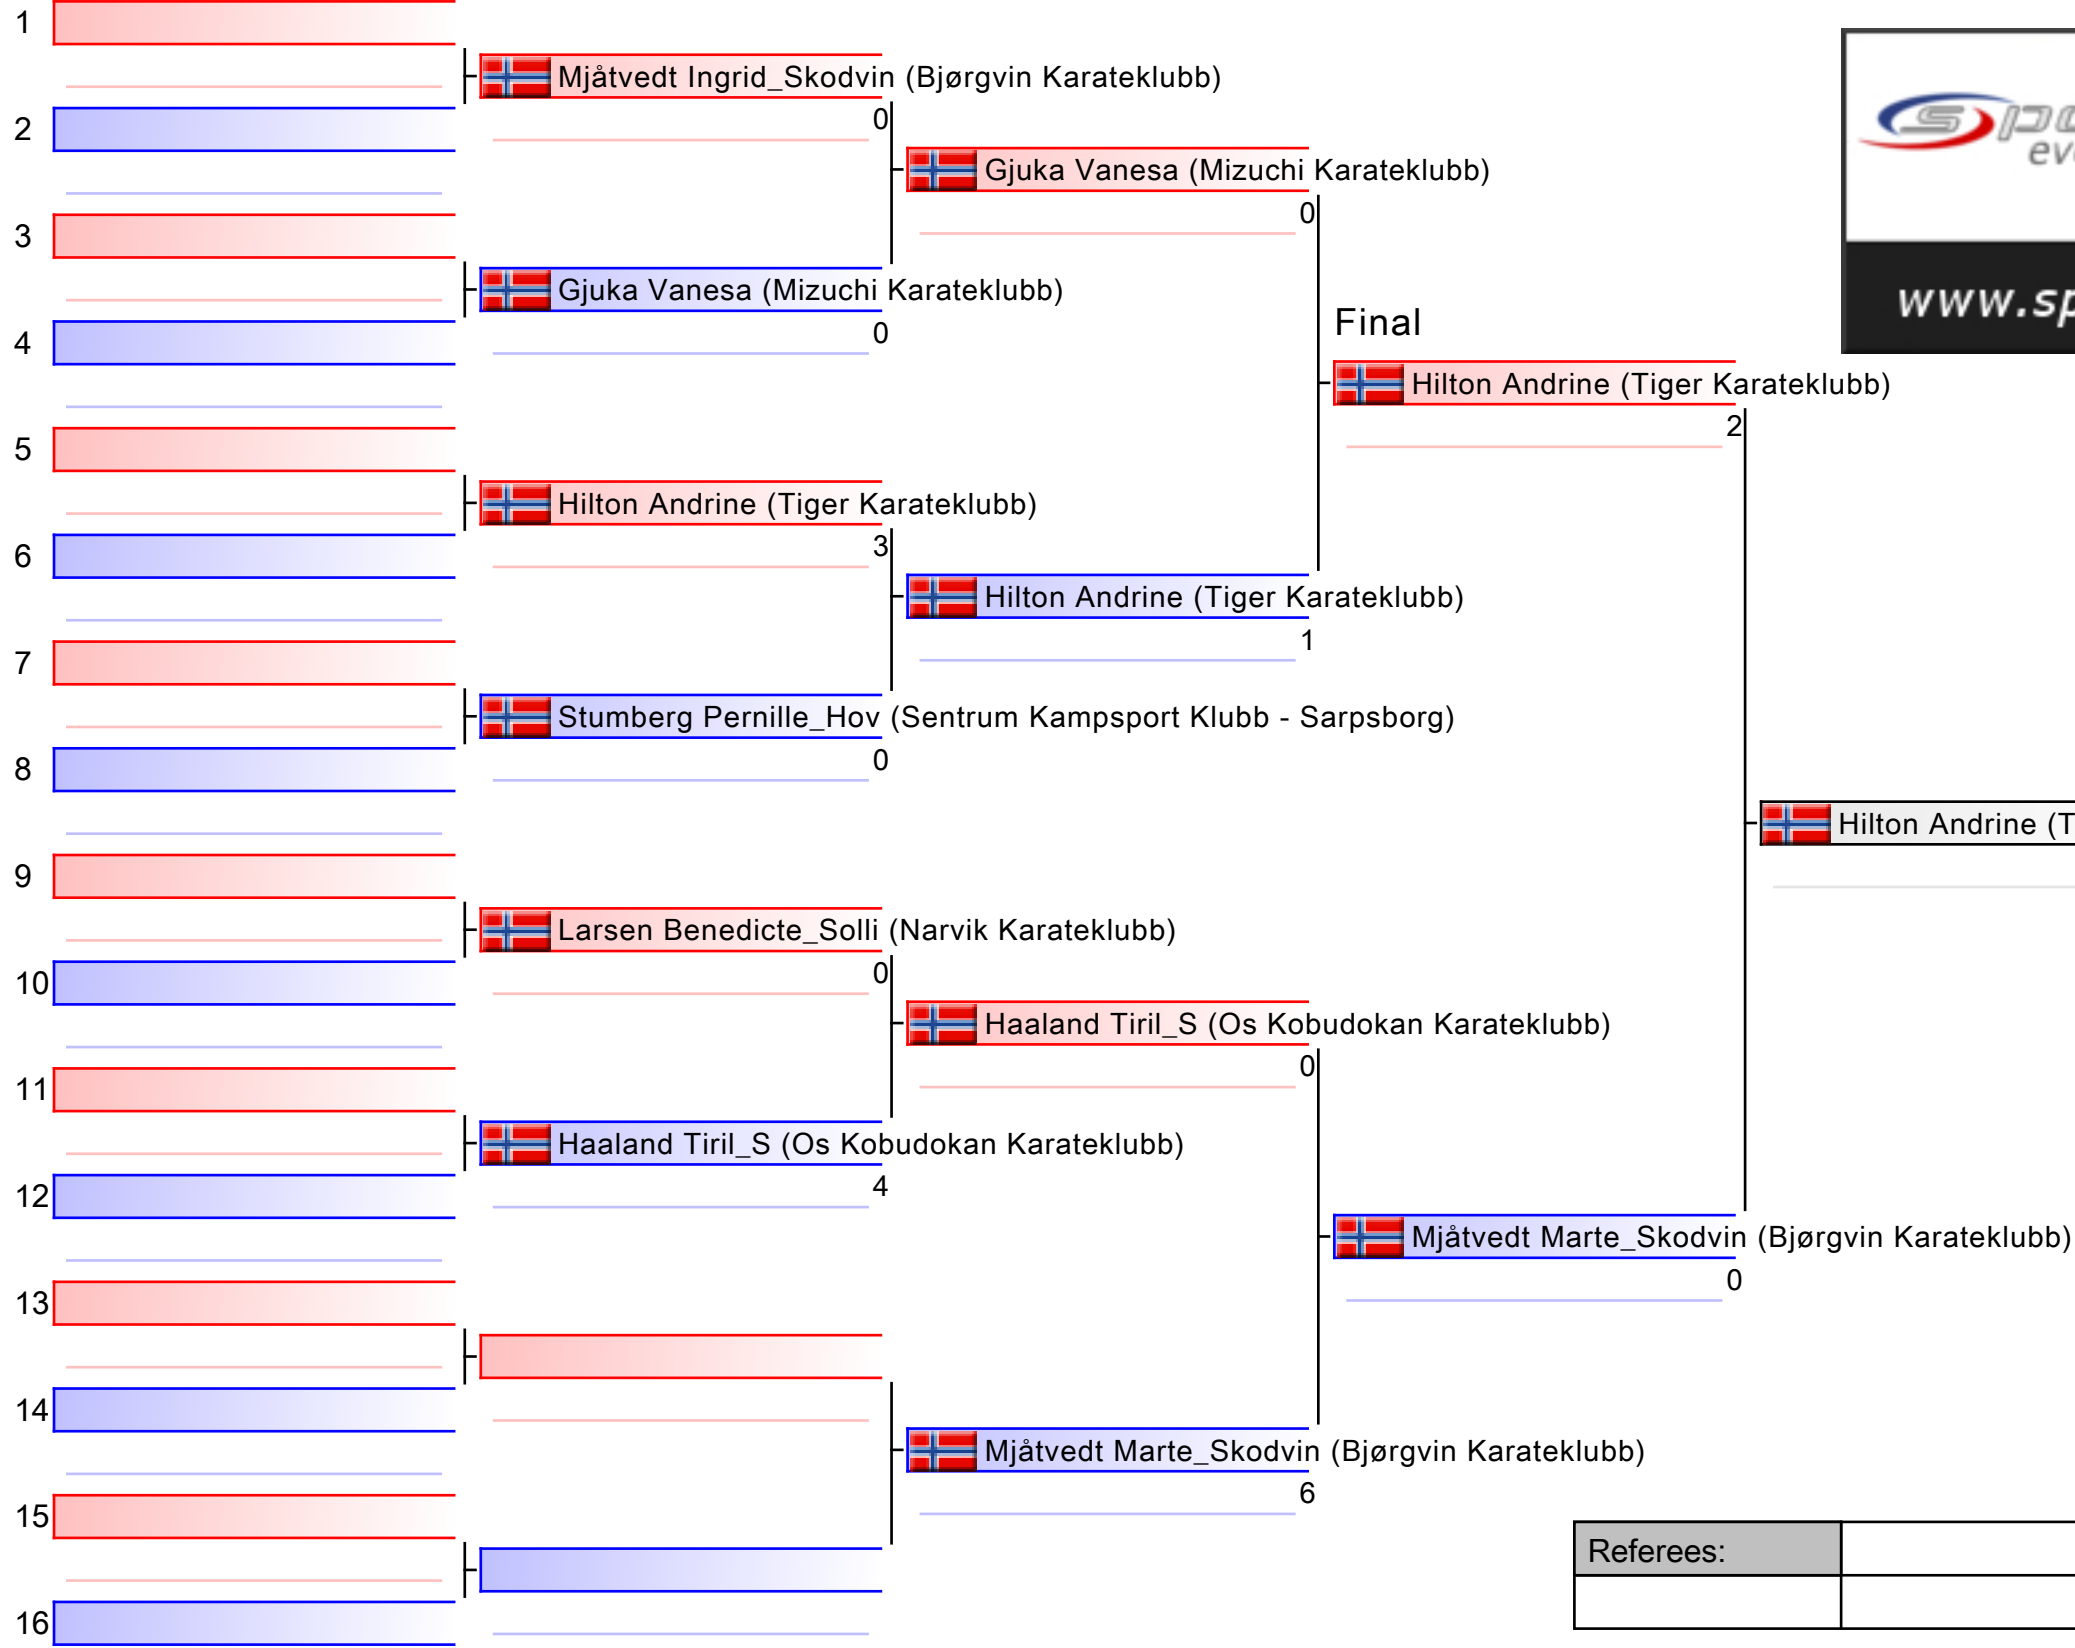 1
Mjåtvedt Ingrid_Skodvin (Bjørgvin Karateklubb)
0
2
Gjuka Vanesa (Mizuchi Karateklubb)
0
3
Gjuka Vanesa (Mizuchi Karateklubb)
0
4
Final
Hilton Andrine (Tiger Karateklubb)
2
www.sp
5
Hilton Andrine (Tiger Karateklubb)
3
6
Hilton Andrine (Tiger Karateklubb)
1
7
Stumberg Pernille_Hov (Sentrum Kampsport Klubb - Sarpsborg)
0
8
Hilton Andrine (T
9
Larsen Benedicte_Solli (Narvik Karateklubb)
0
10
Haaland Tiril_S (Os Kobudokan Karateklubb)
0
11
Haaland Tiril_S (Os Kobudokan Karateklubb)
4
12
Mjåtvedt Marte_Skodvin (Bjørgvin Karateklubb)
0
13
14
Mjåtvedt Marte_Skodvin (Bjørgvin Karateklubb)
6
15
Referees:
16